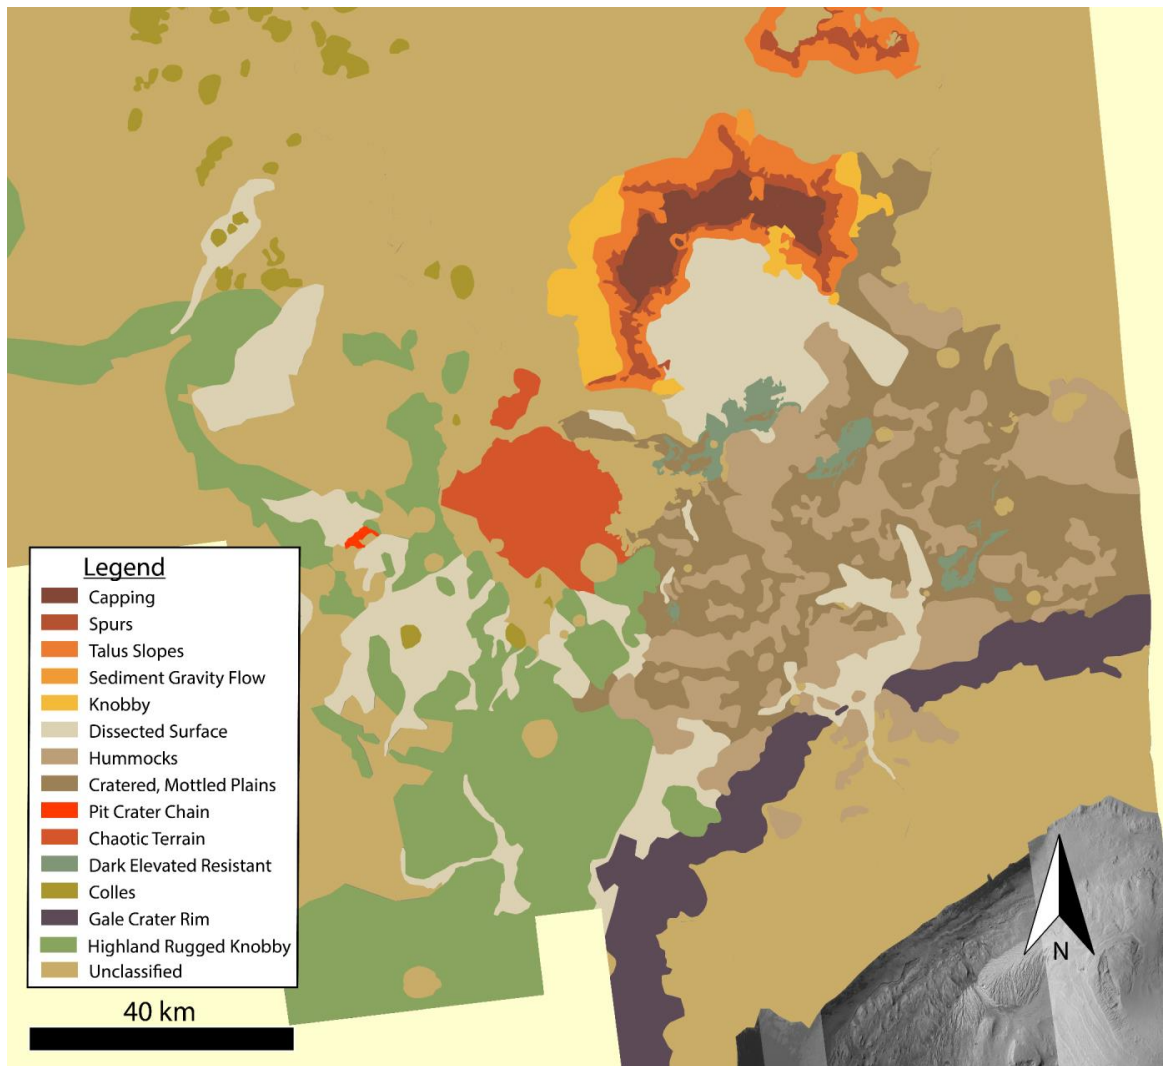 Legend
Capping
Spurs
Talus Slopes
Sediment Gravity Flow
Knobby
Dissected Surface
Hummocks
Cratered, Mottled Plains
Pit Crater Chain
Chaotic Terrain
Dark Elevated Resistant
Colles
Gale Crater Rim
Highland Rugged Knobby
Unclassified
40 km
N